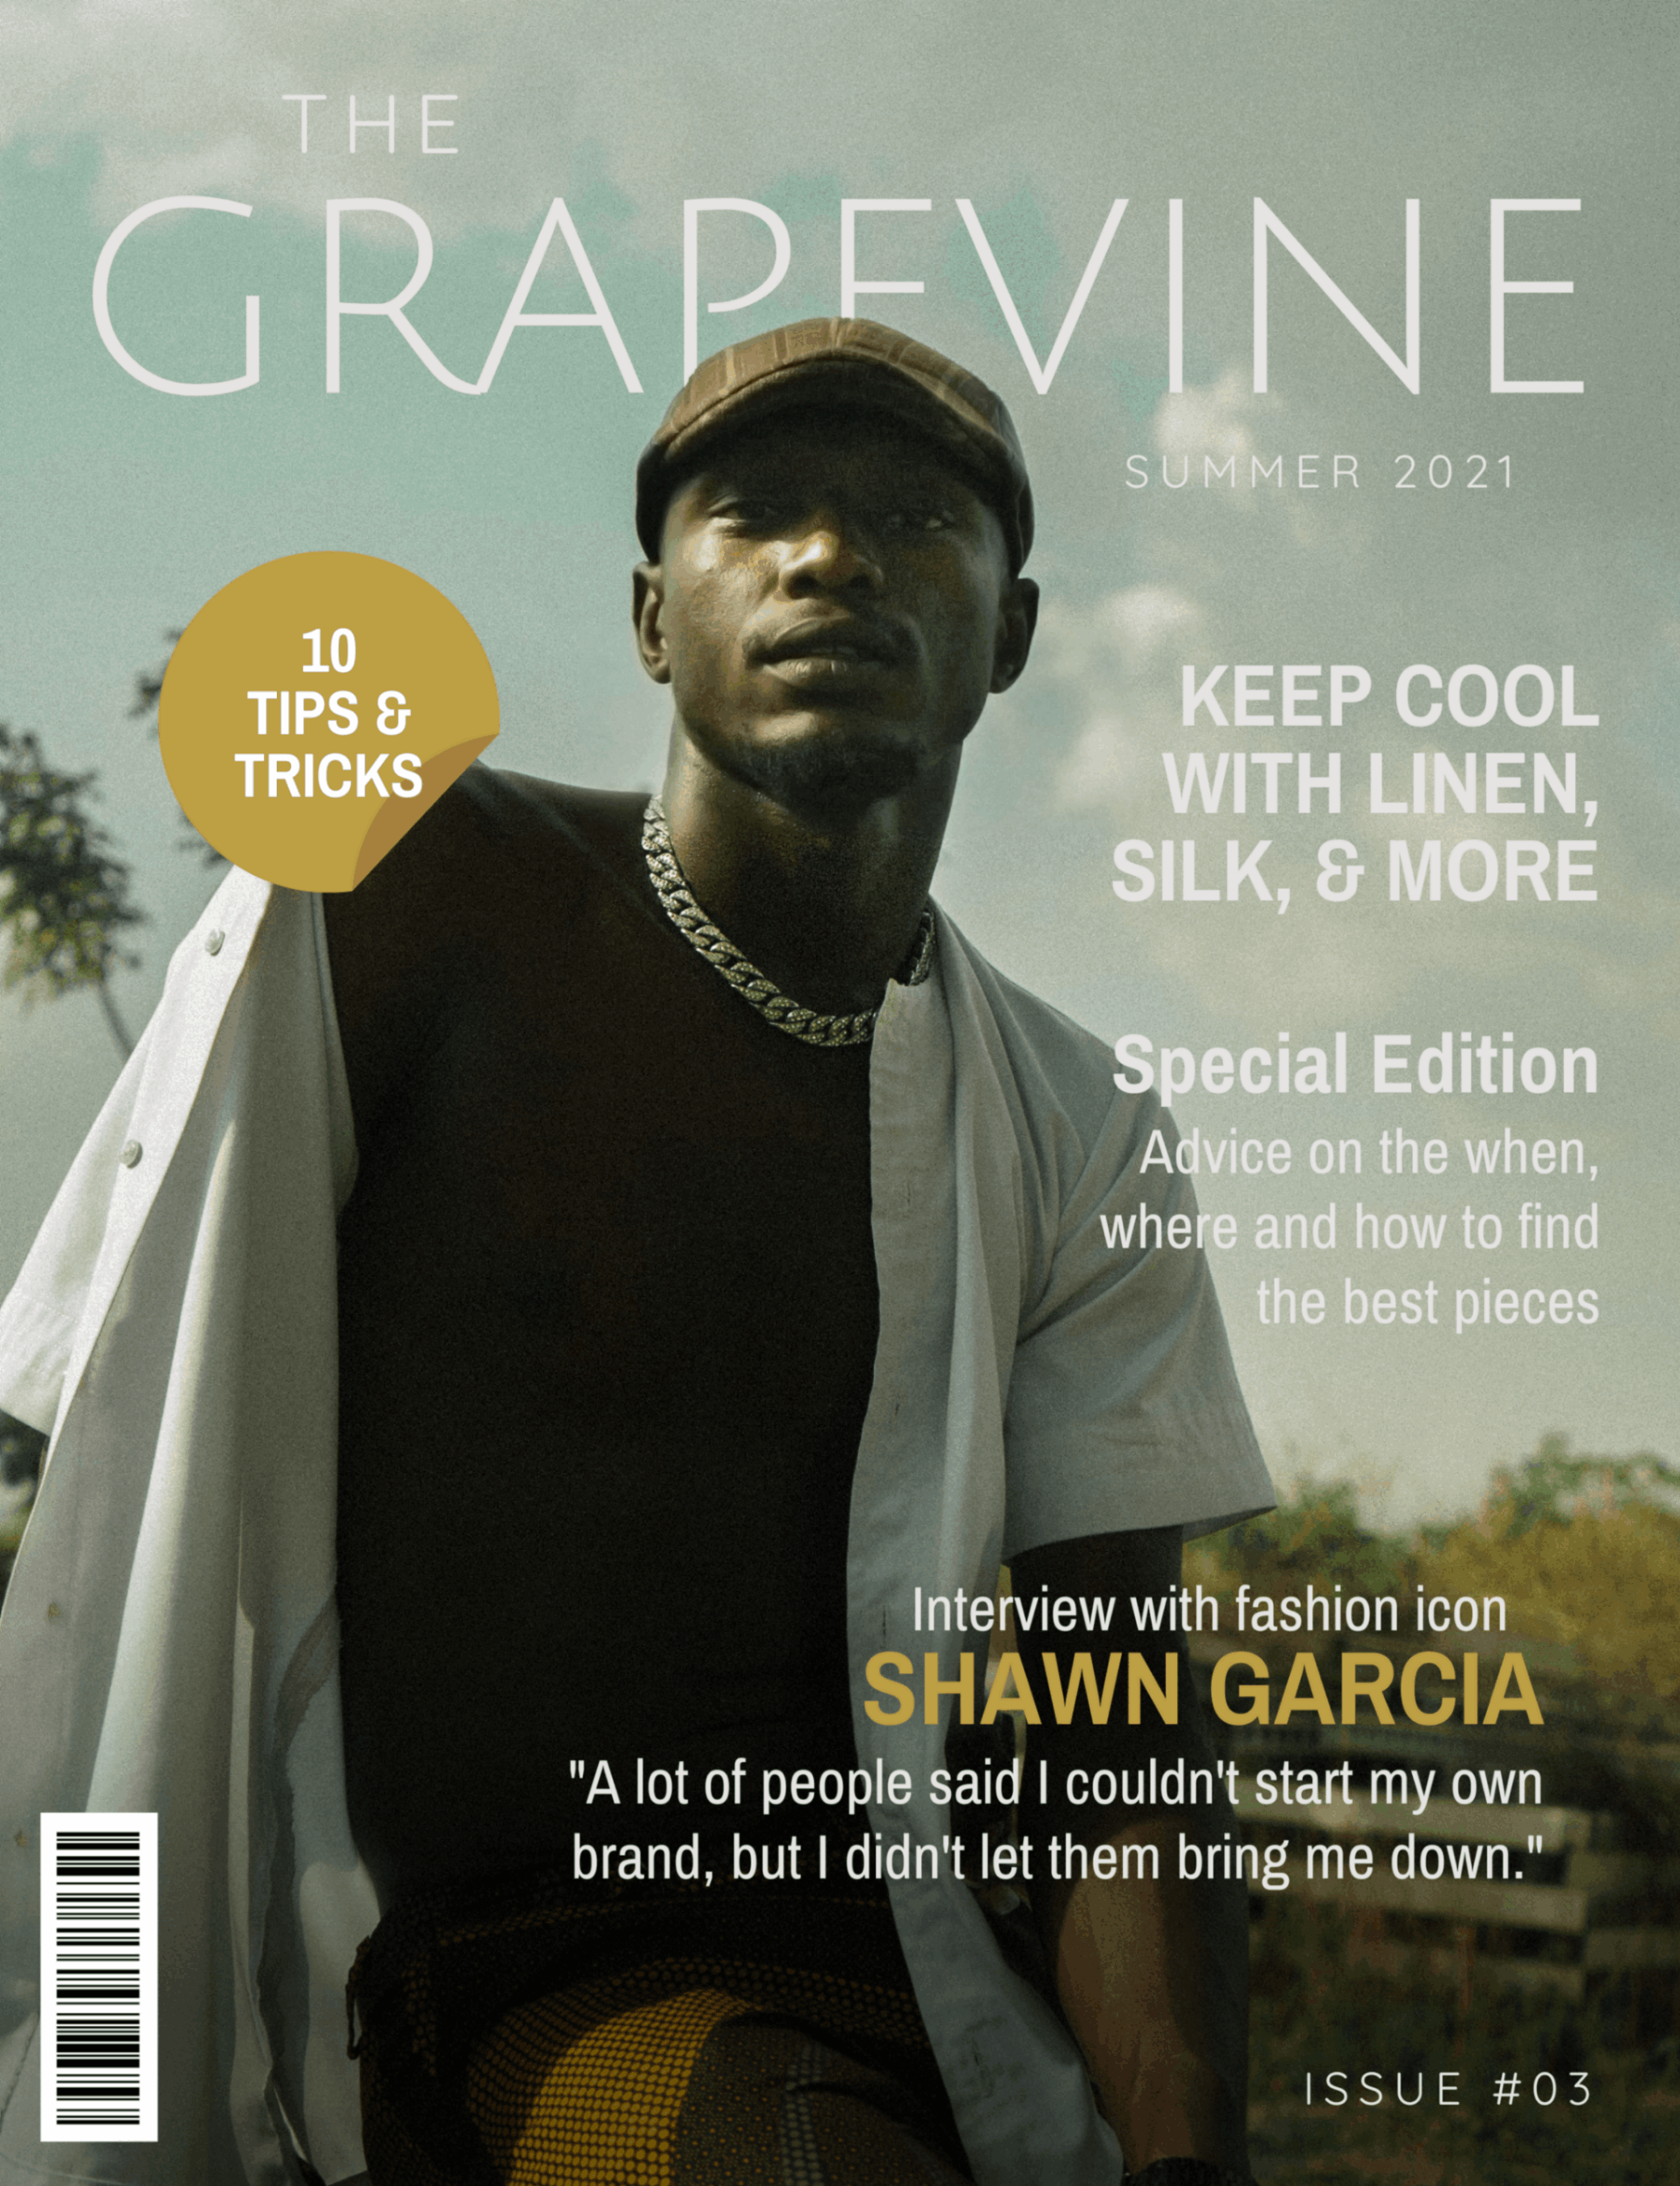 THE
GRAPEVINE
SUMMER 2021
10
TIPS &
TRICKS
KEEP COOL
WITH LINEN,
SILK, & MORE
Special Edition
Advice on the when,
where and how to find
the best pieces
Interview with fashion icon
SHAWN GARCIA
"A lot of people said I couldn't start my own
brand, but I didn't let them bring me down."
ISSUE #03